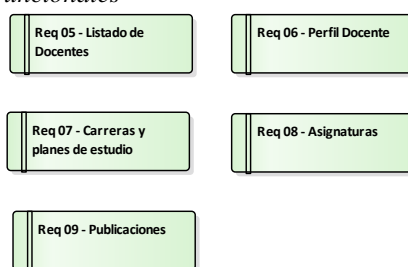 Req 05 - Listado de
Docentes
Req 06 - Perfil Docente
Req 07 - Carreras y
planes de estudio
Req 08 - Asignaturas
Req 09 - Publicaciones